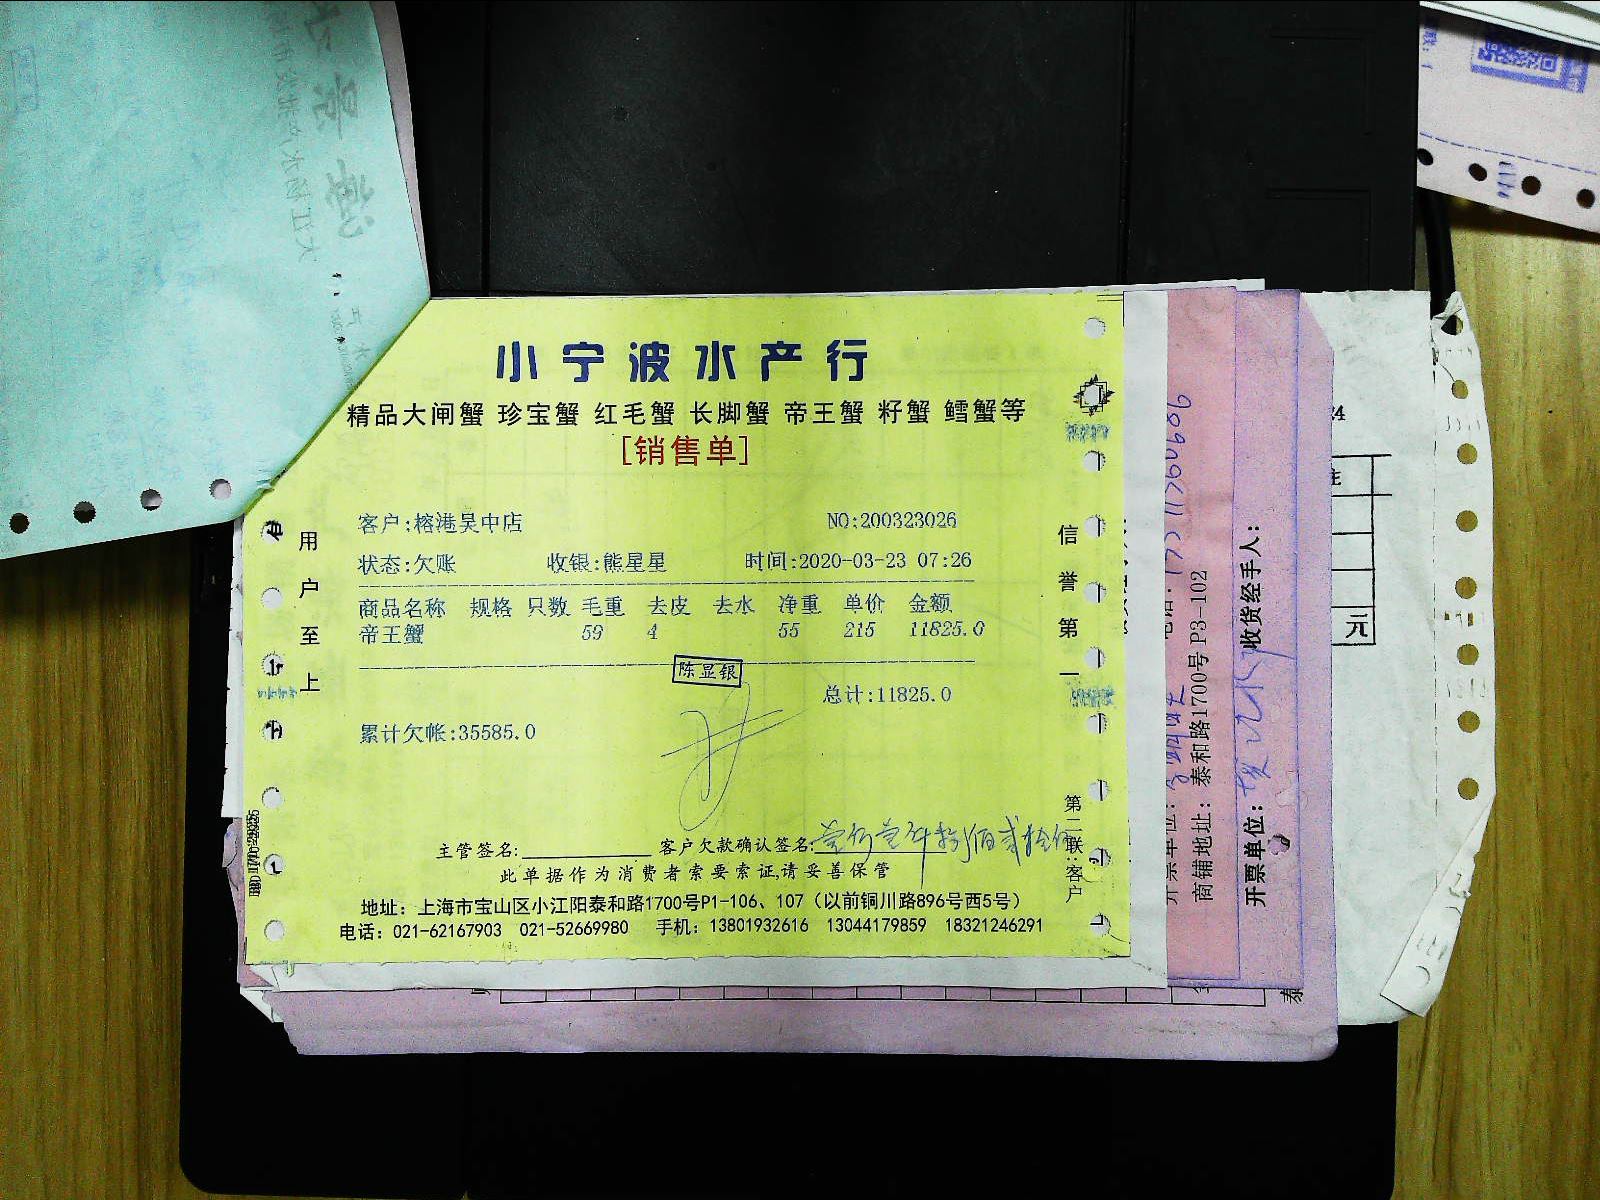 小宁波水产行
精品大闸蟹 珍宝蟹 红毛蟹 长脚蟹 帝王蟹 籽蟹 鳕蟹等
[销售单]
客户:榕港吴中店 NO:200323026
状态:欠账 收银:熊星星 时间:2020-03-23 07:26
商品名称 规格 只数 毛重 去皮 去水 净重 单价 金额
帝王蟹 59 4 55 215 11825.0
陈显银
总计:11825.0
累计欠帐:35585.0
主管签名: 客户欠款确认签名:
此单据作为消费者索要索证,请妥善保管
地址：上海市宝山区小江阳泰和路1700号P1-106、107（以前铜川路896号西5号）
电话：021-62167903 021-52669980 手机：13801932616 13044179859 18321246291
用户至上
信誉第一
第二联:客户
商铺地址：泰和路1700号P3-102
开票单位：
收货经手人：
元